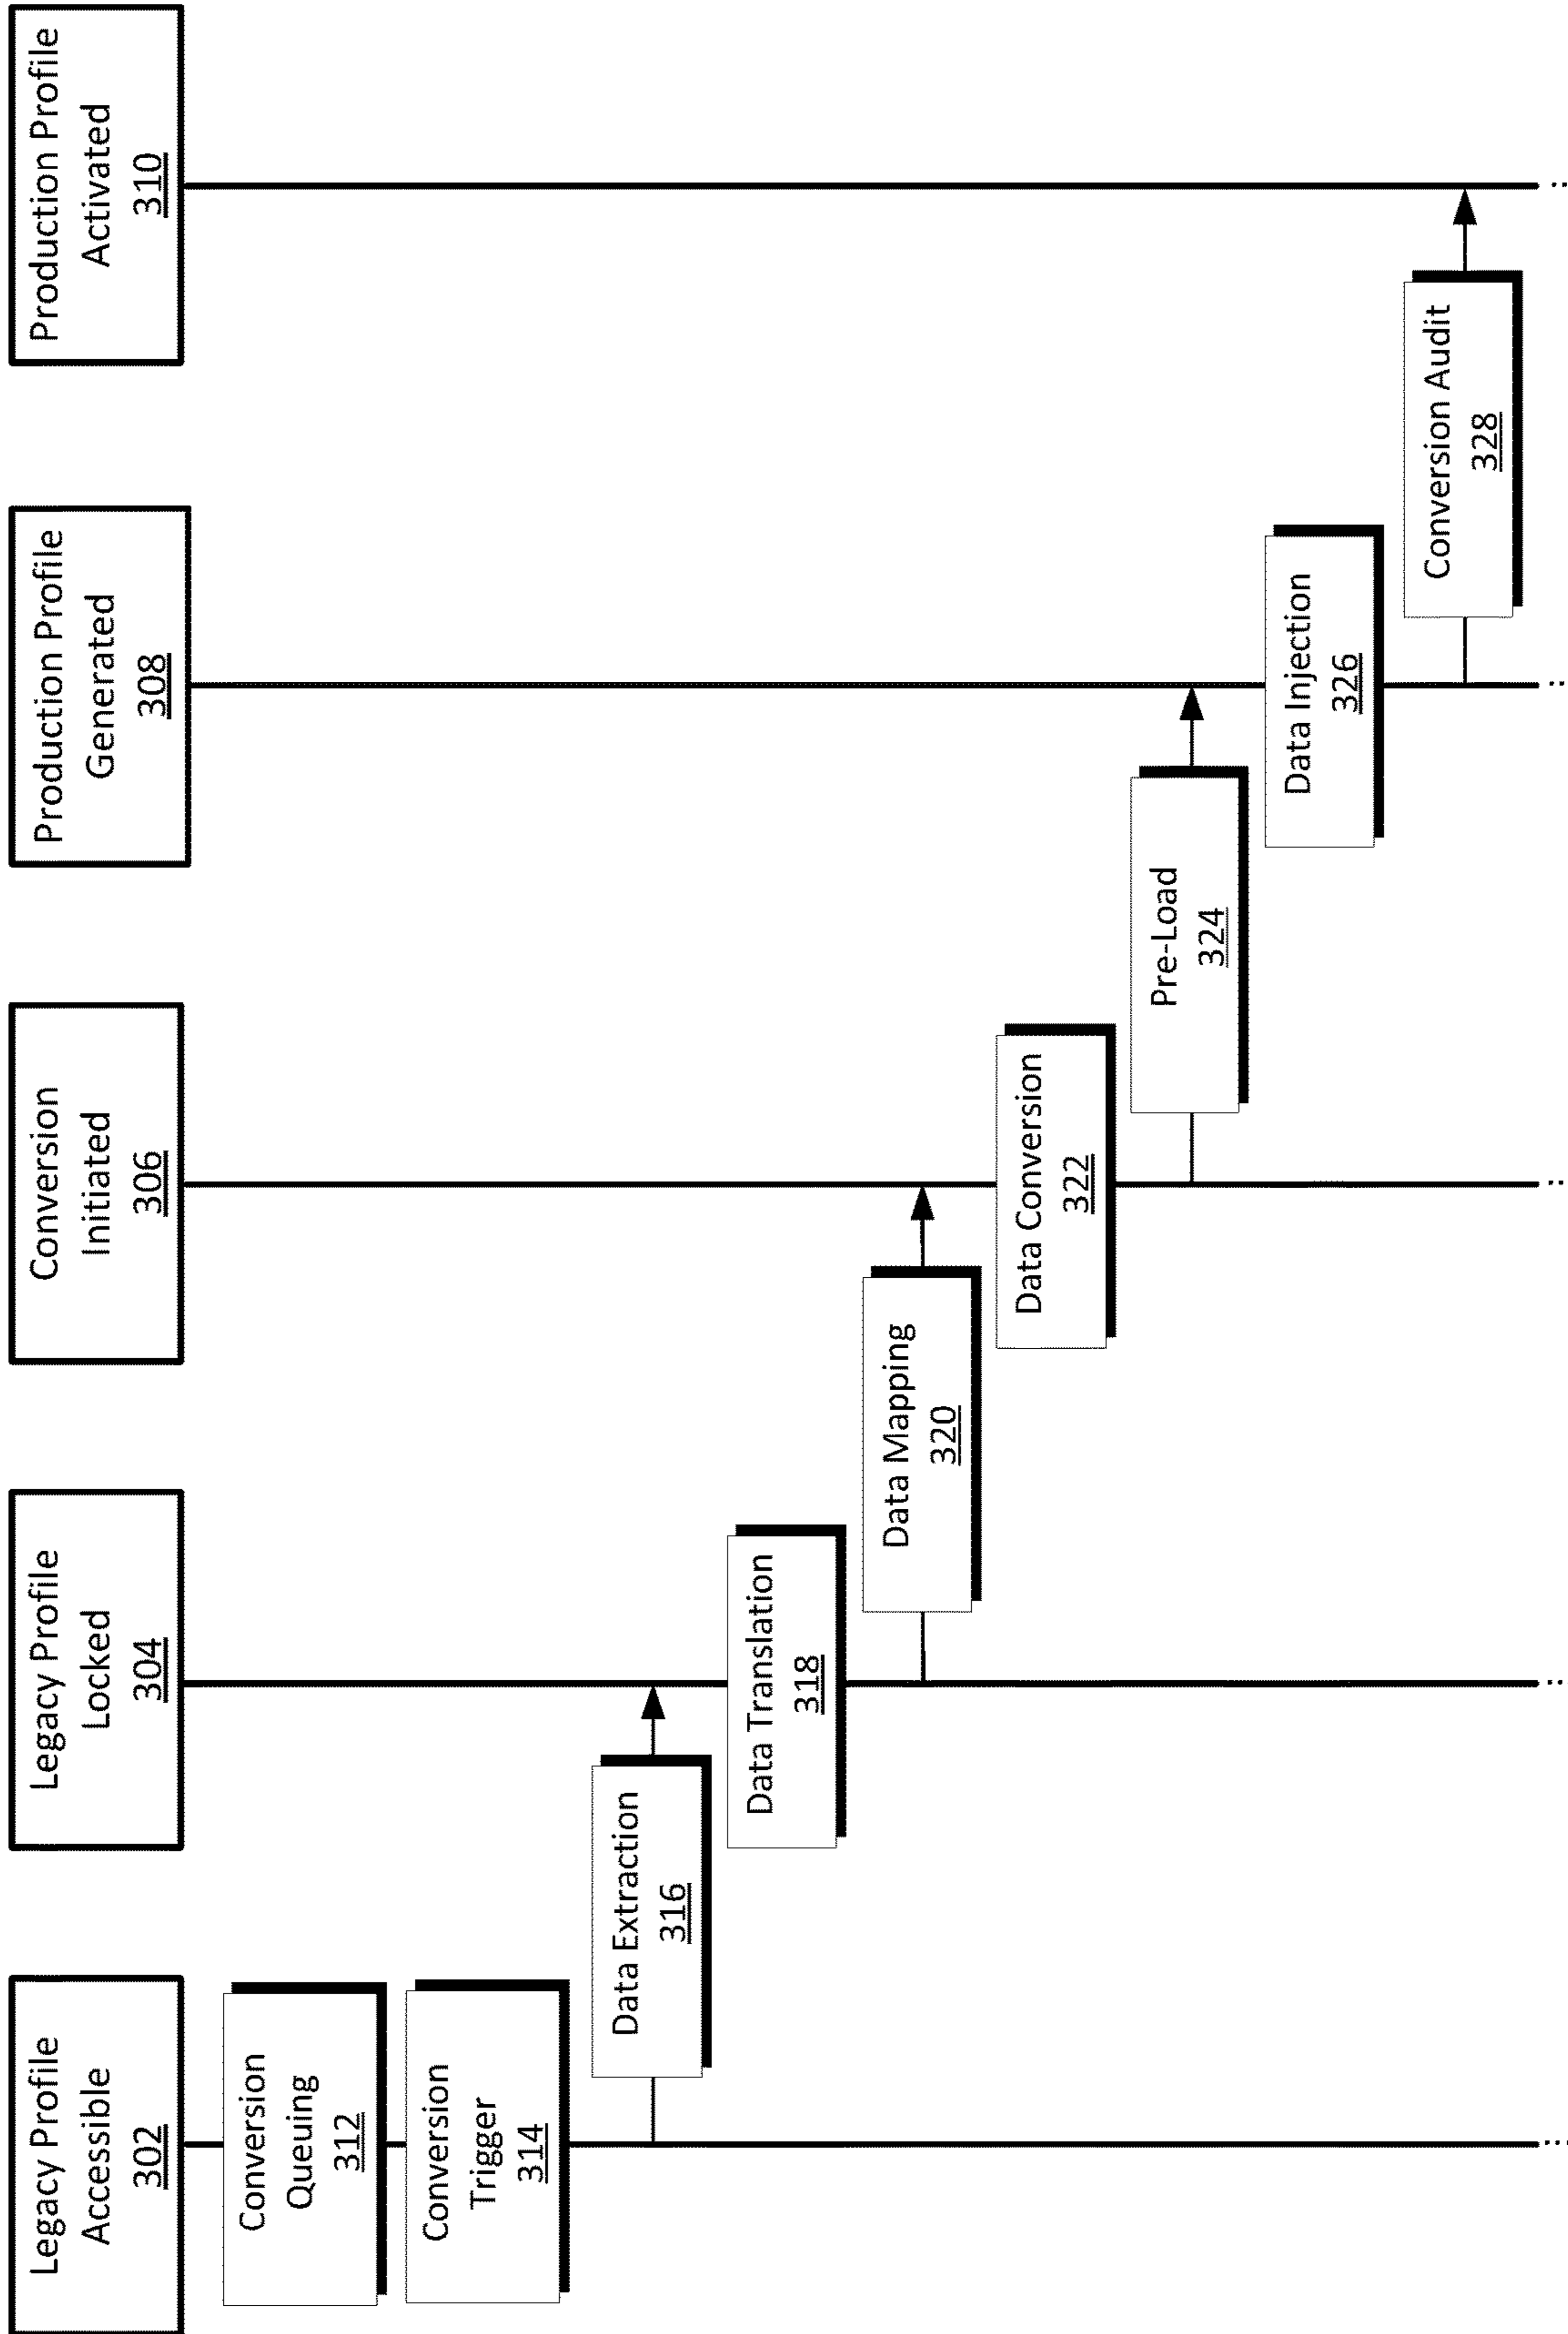 Legacy Profile
Accessible
302
Legacy Profile
Locked
304
Conversion
Initiated
306
Production Profile
Generated
308
Production Profile
Activated
310
Conversion
Queuing
312
Conversion
Trigger
314
Data Extraction
316
Data Translation
318
Data Mapping
320
Data Conversion
322
Pre-Load
324
Data Injection
326
Conversion Audit
328